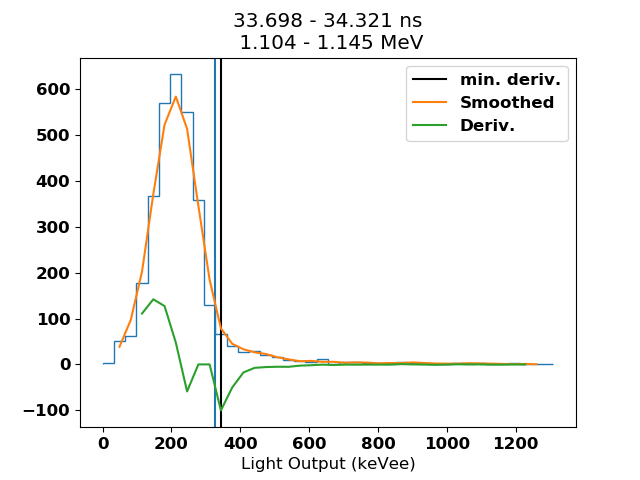 33.698 - 34.321 ns
1.104 - 1.145 MeV
min. deriv.
Smoothed
Deriv.
600
500
400
300
200
100
0
−100
0 200 400 600 800 1000 1200
Light Output (keVee)